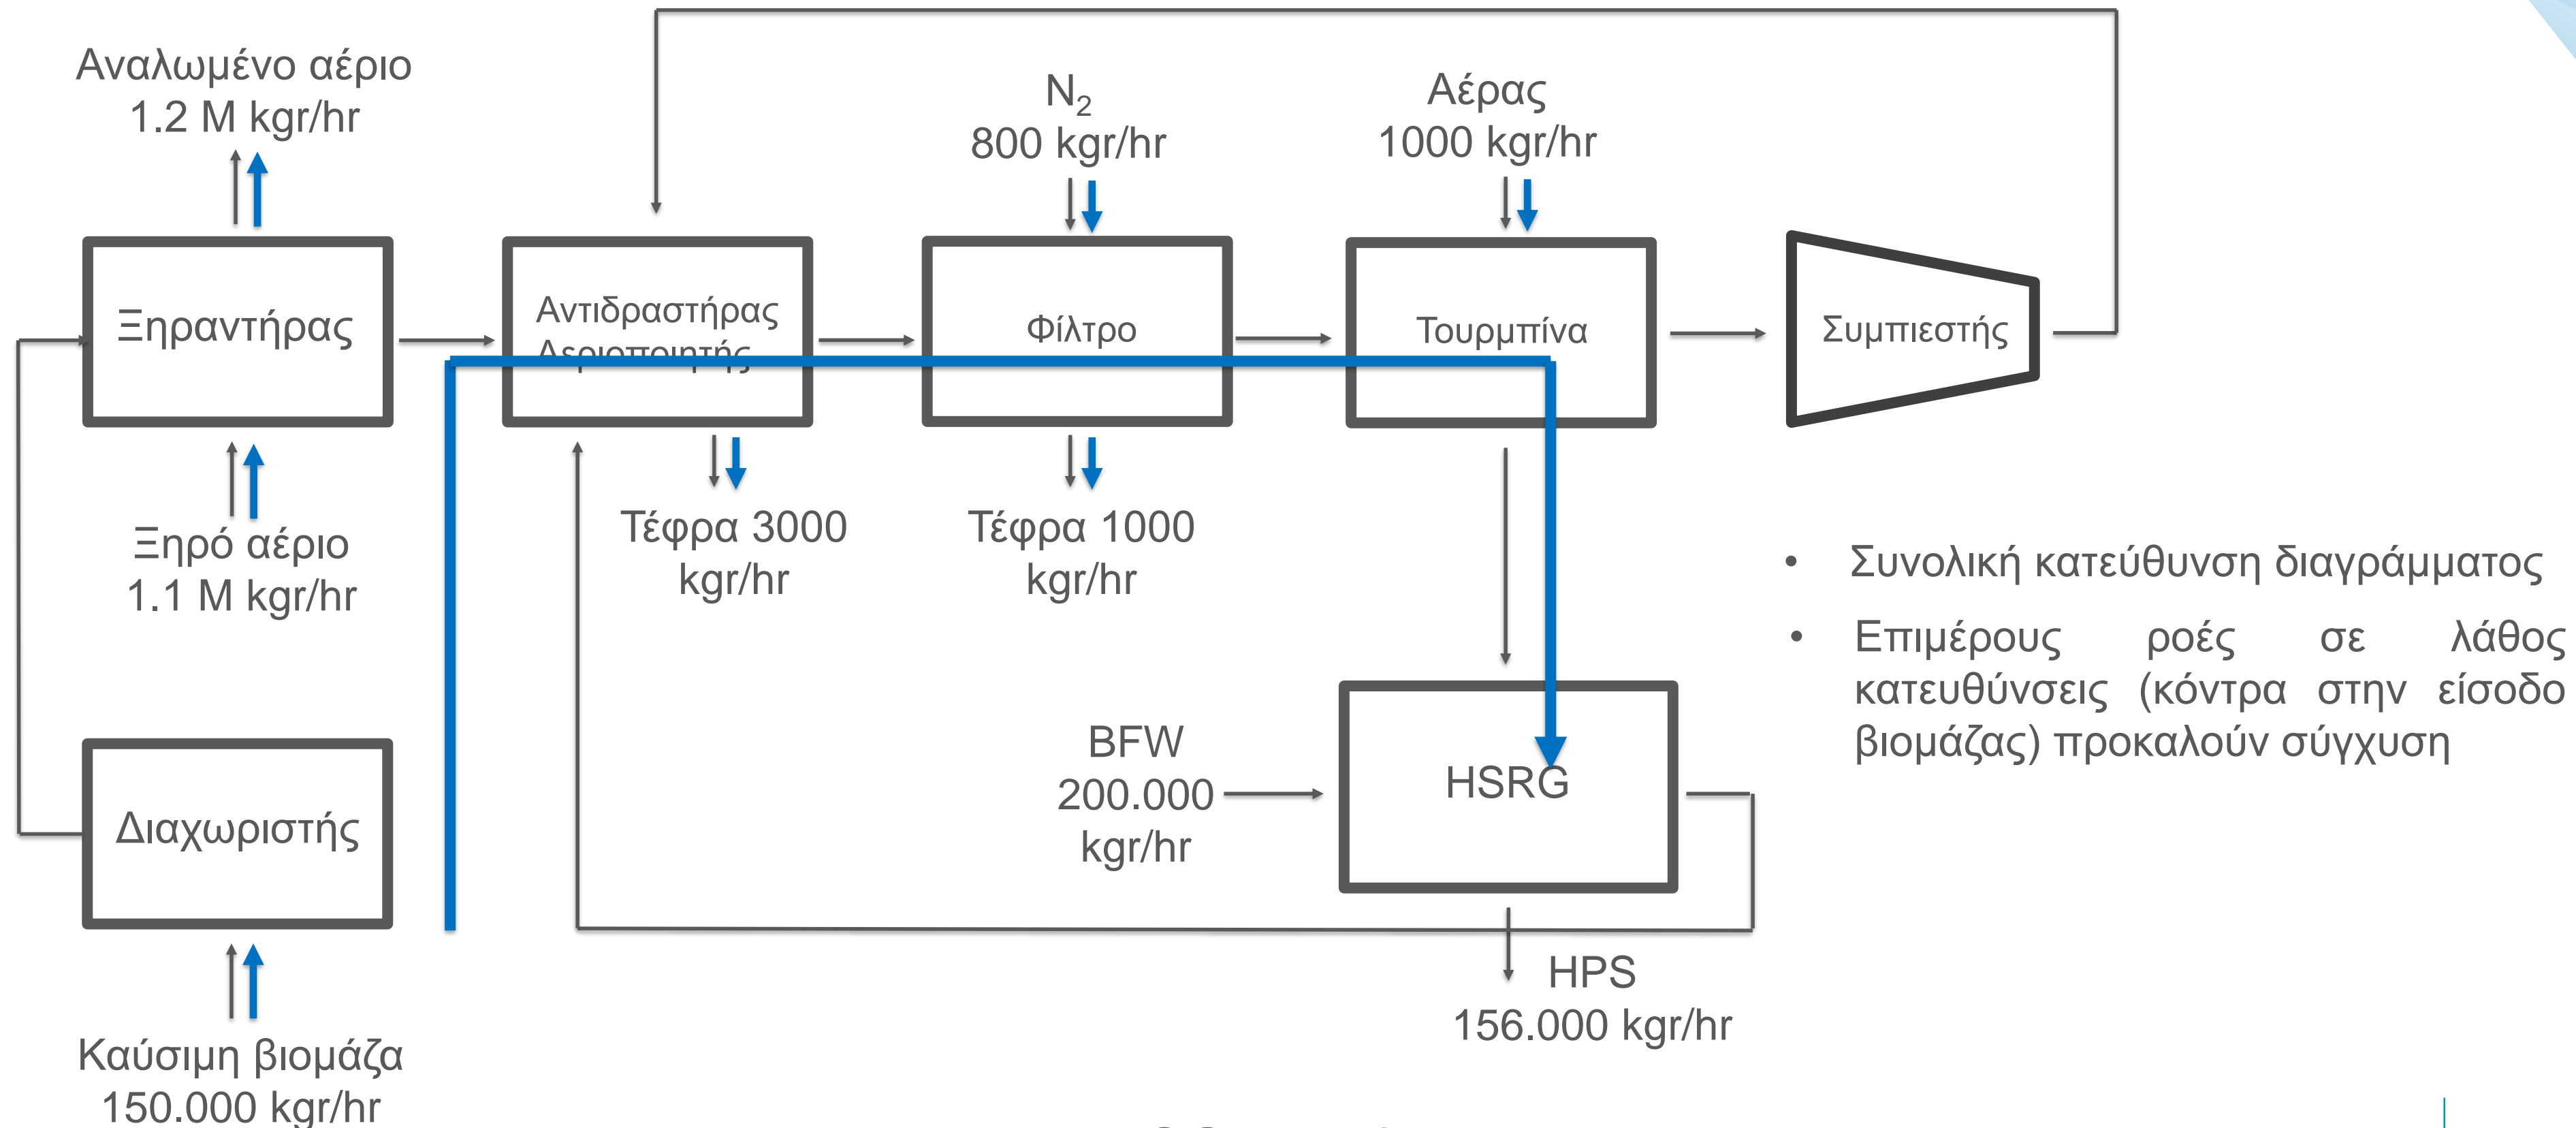 Αναλωμένο αέριο
1.2 M kgr/hr
N2
800 kgr/hr
Αέρας
1000 kgr/hr
Ξηραντήρας
Αντιδραστήρας
Αεριοποιητής
Φίλτρο
Τουρμπίνα
Συμπιεστής
Ξηρό αέριο
1.1 M kgr/hr
Τέφρα 3000
kgr/hr
Τέφρα 1000
kgr/hr
• Συνολική κατεύθυνση διαγράμματος
• Επιμέρους ροές σε λάθος
κατευθύνσεις (κόντρα στην είσοδο
βιομάζας) προκαλούν σύγχυση
Διαχωριστής
BFW
200.000
kgr/hr
HSRG
HPS
156.000 kgr/hr
Καύσιμη βιομάζα
150.000 kgr/hr